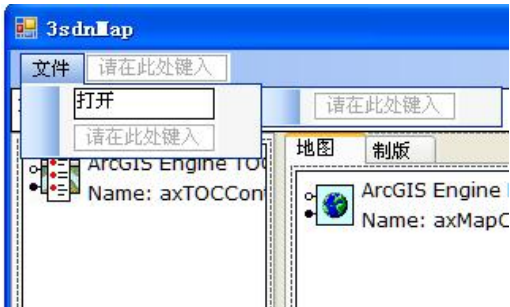 3sdnMap
文件 请在此处键入
打开 请在此处键入
请在此处键入
地图 制版
ArcGIS Engine TOC
Name: axTOCCon
ArcGIS Engine
Name: axMapC